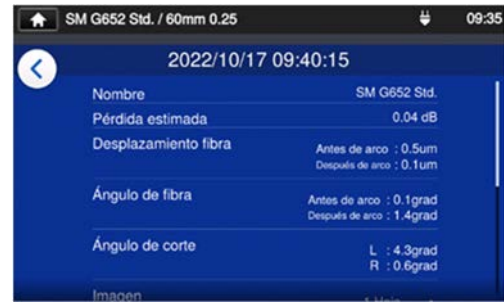 SM G652 Std. / 60mm 0.25
09:35
2022/10/17 09:40:15
Nombre SM G652 Std.
Pérdida estimada 0.04 dB
Desplazamiento fibra
Antes de arco : 0.5um
Después de arco : 0.1um
Ángulo de fibra
Antes de arco : 0.1grad
Después de arco : 1.4grad
Ángulo de corte
L : 4.3grad
R : 0.6grad
Imagen